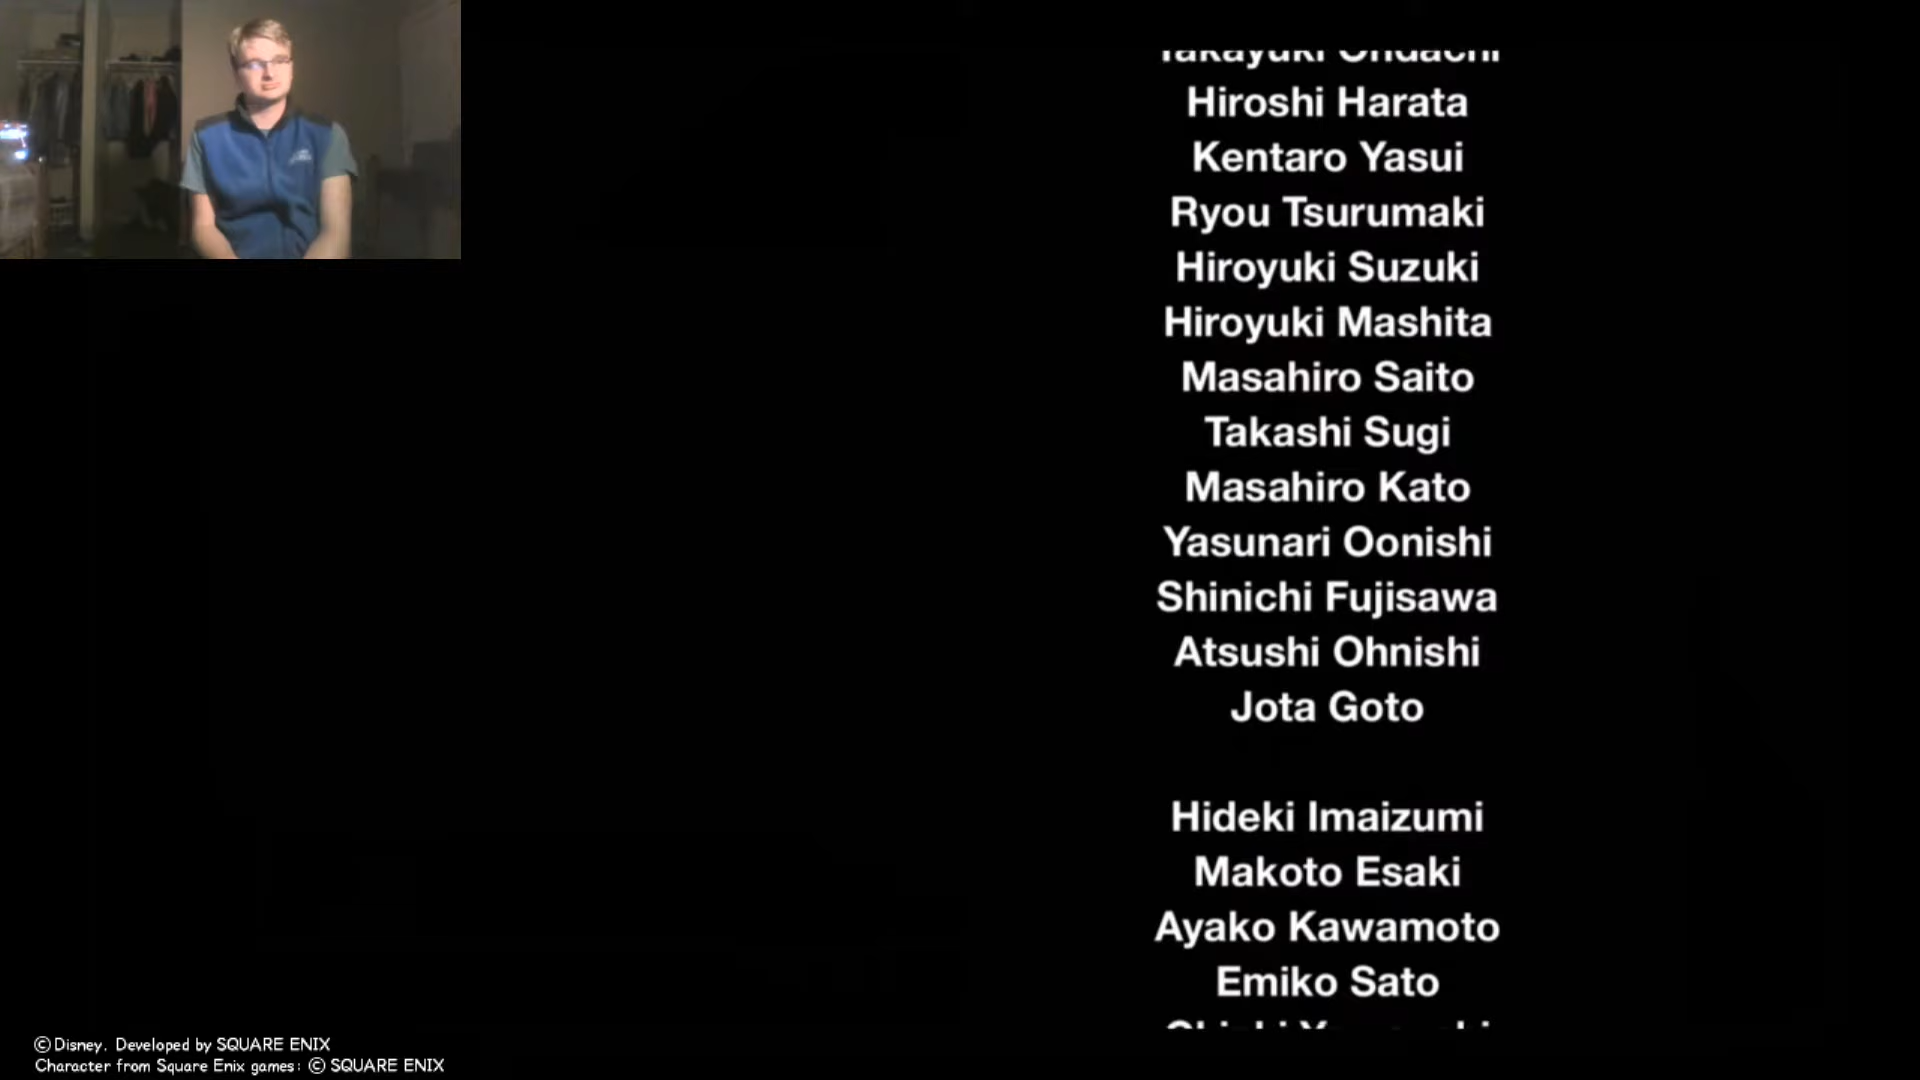 Takayuki Ohdachi
Hiroshi Harata
Kentaro Yasui
Ryou Tsurumaki
Hiroyuki Suzuki
Hiroyuki Mashita
Masahiro Saito
Takashi Sugi
Masahiro Kato
Yasunari Oonishi
Shinichi Fujisawa
Atsushi Ohnishi
Jota Goto
Hideki Imaizumi
Makoto Esaki
Ayako Kawamoto
Emiko Sato
© Disney. Developed by SQUARE ENIX
Character from Square Enix games: © SQUARE ENIX